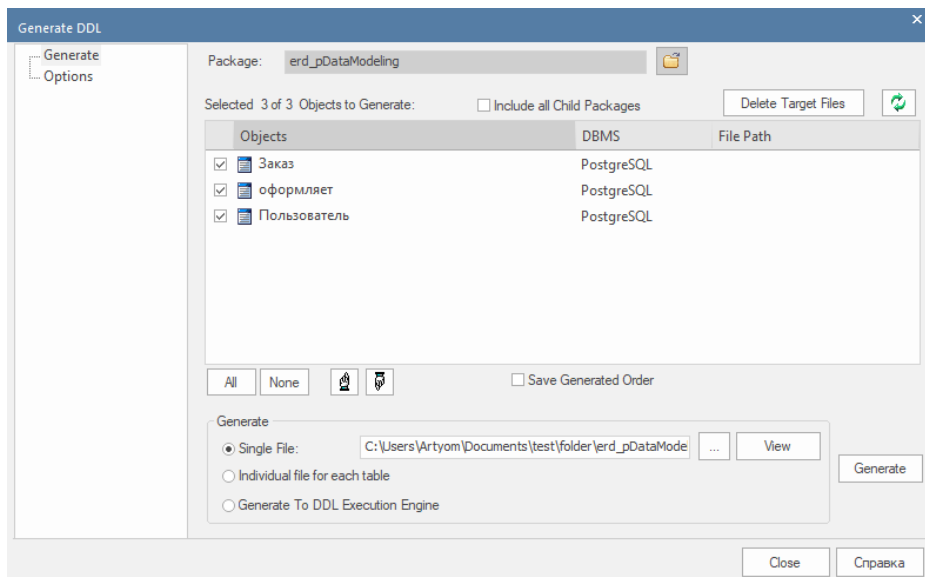 Generate DDL
Generate
Options
Package: erd_pDataModeling
Selected 3 of 3 Objects to Generate: Include all Child Packages Delete Target Files
Objects DBMS File Path
Заказ PostgreSQL
оформляет PostgreSQL
Пользователь PostgreSQL
All None Save Generated Order
Generate
Single File: C:\Users\Artyom\Documents\test\folder\erd_pDataMode ... View
Individual file for each table
Generate
Generate To DDL Execution Engine
Close Справка